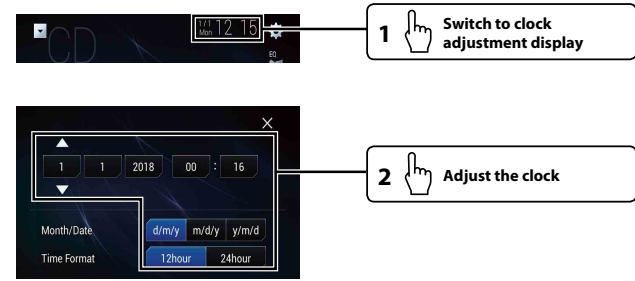 CD
1/1
Mon
12 15
EQ
1
Switch to clock
adjustment display
1 1 2018 00 : 16
2
Adjust the clock
Month/Date d/m/y m/d/y y/m/d
Time Format 12hour 24hour